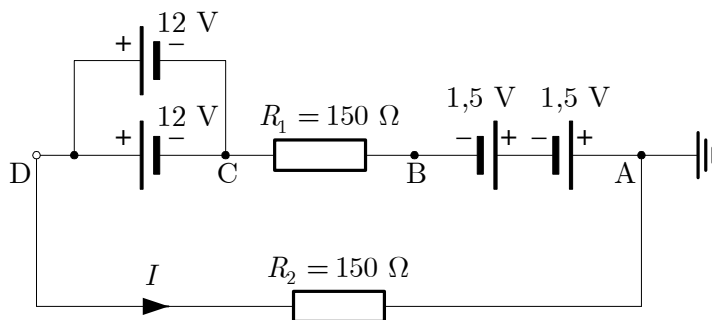 12 V
+ −
12 V
+ −
R₁ = 150 Ω
1,5 V 1,5 V
− + − +
D C B A
I
R₂ = 150 Ω